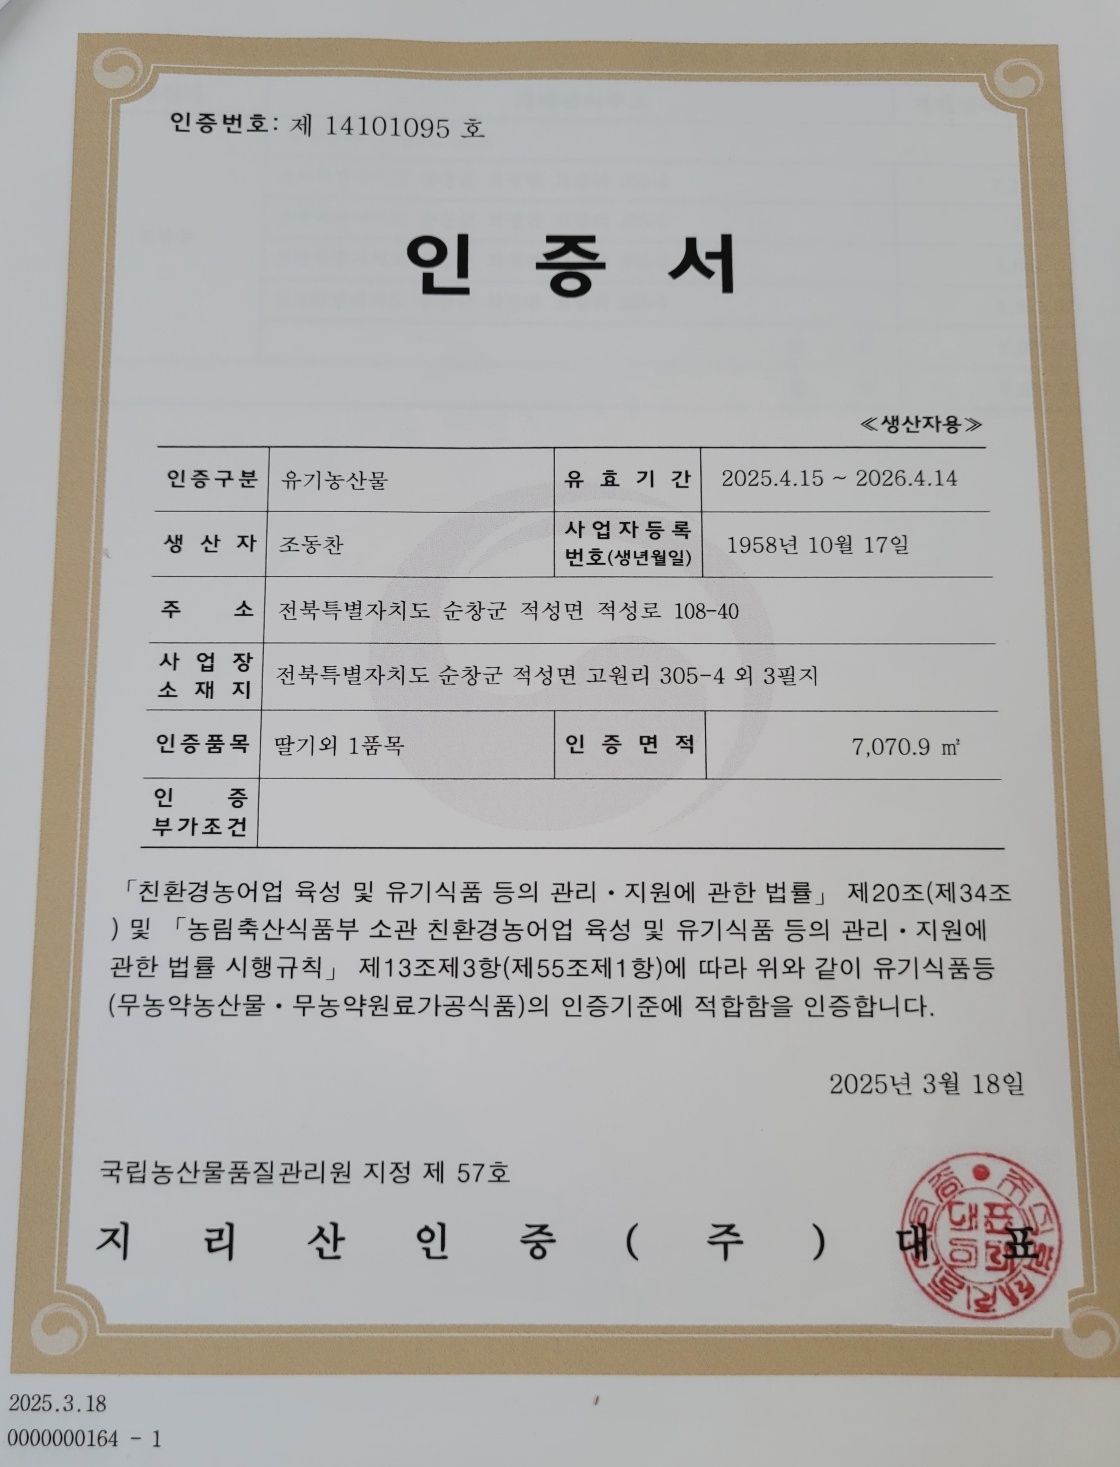 인증번호: 제 14101095 호
인 증 서
≪생산자용≫
인증구분 유기농산물 유 효 기 간 2025.4.15 ~ 2026.4.14
생 산 자 조동찬 사업자등록 번호(생년월일) 1958년 10월 17일
주 소 전북특별자치도 순창군 적성면 적성로 108-40
사 업 장 소 재 지 전북특별자치도 순창군 적성면 고원리 305-4 외 3필지
인증품목 딸기외 1품목 인 증 면 적 7,070.9 ㎡
인 증 부가조건
「친환경농어업 육성 및 유기식품 등의 관리・지원에 관한 법률」 제20조(제34조
) 및 「농림축산식품부 소관 친환경농어업 육성 및 유기식품 등의 관리・지원에
관한 법률 시행규칙」 제13조제3항(제55조제1항)에 따라 위와 같이 유기식품등
(무농약농산물・무농약원료가공식품)의 인증기준에 적합함을 인증합니다.
2025년 3월 18일
국립농산물품질관리원 지정 제 57호
지 리 산 인 증 ( 주 ) 대 표
2025.3.18
0000000164 - 1